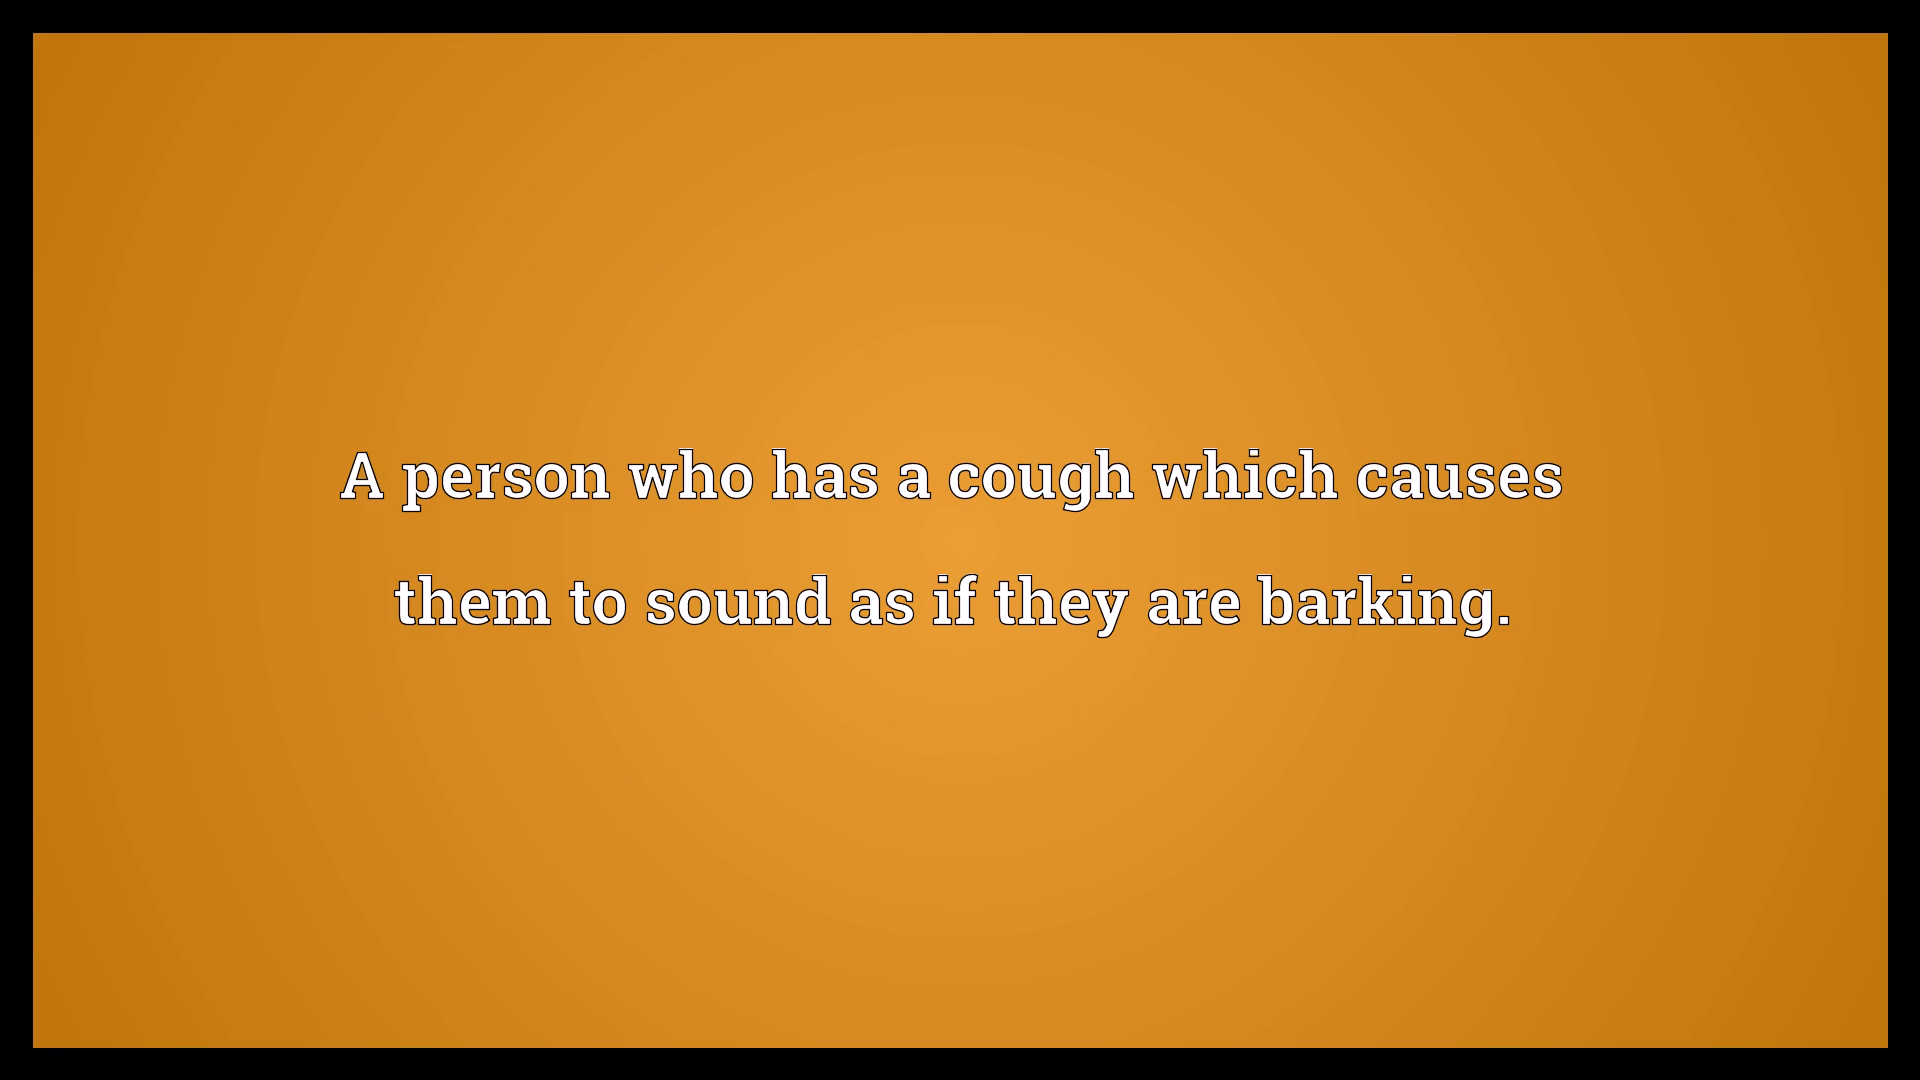 A person who has a cough which causes
them to sound as if they are barking.